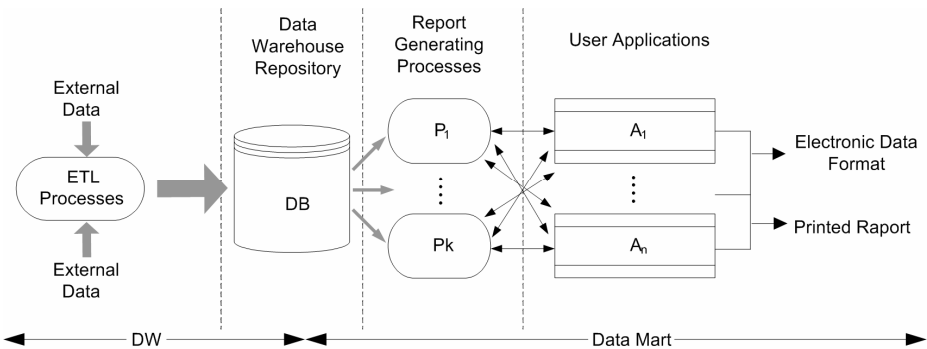 Data
Warehouse
Repository
Report
Generating
Processes
User Applications
External
Data
ETL
Processes
External
Data
DB
P1
Pk
A1
An
Electronic Data
Format
Printed Raport
DW
Data Mart